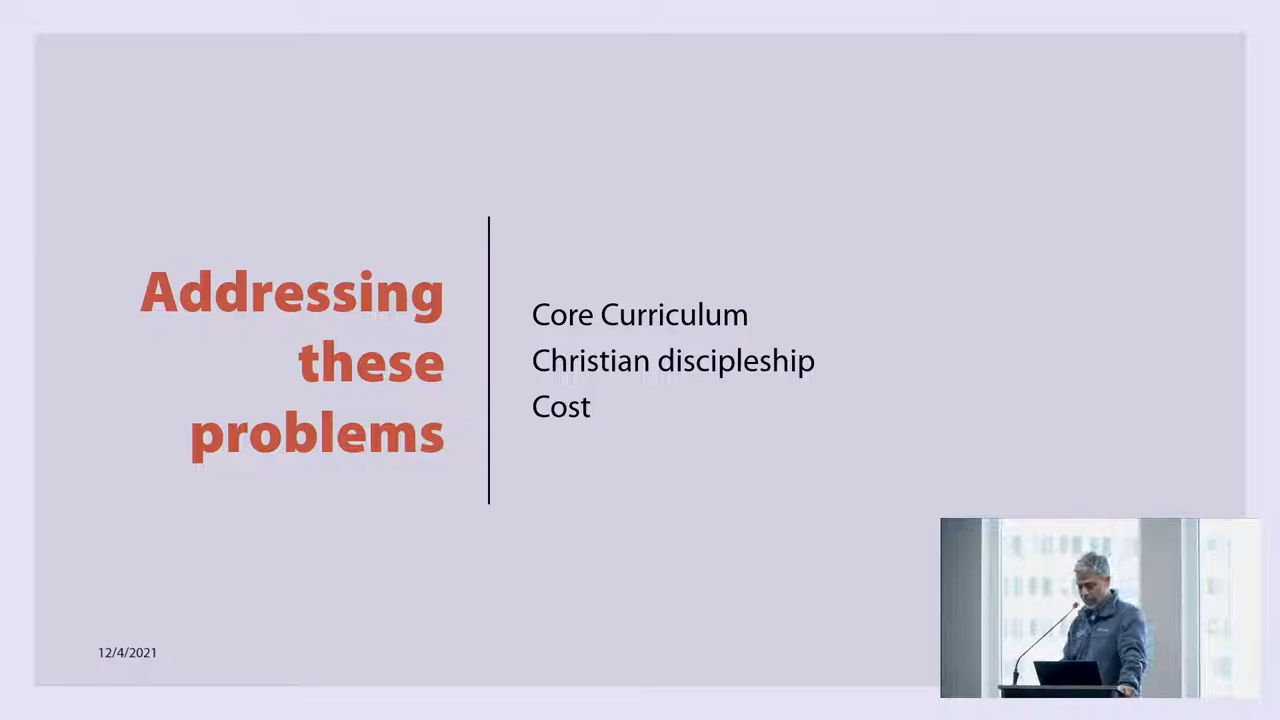 Addressing
these
problems
Core Curriculum
Christian discipleship
Cost
12/4/2021